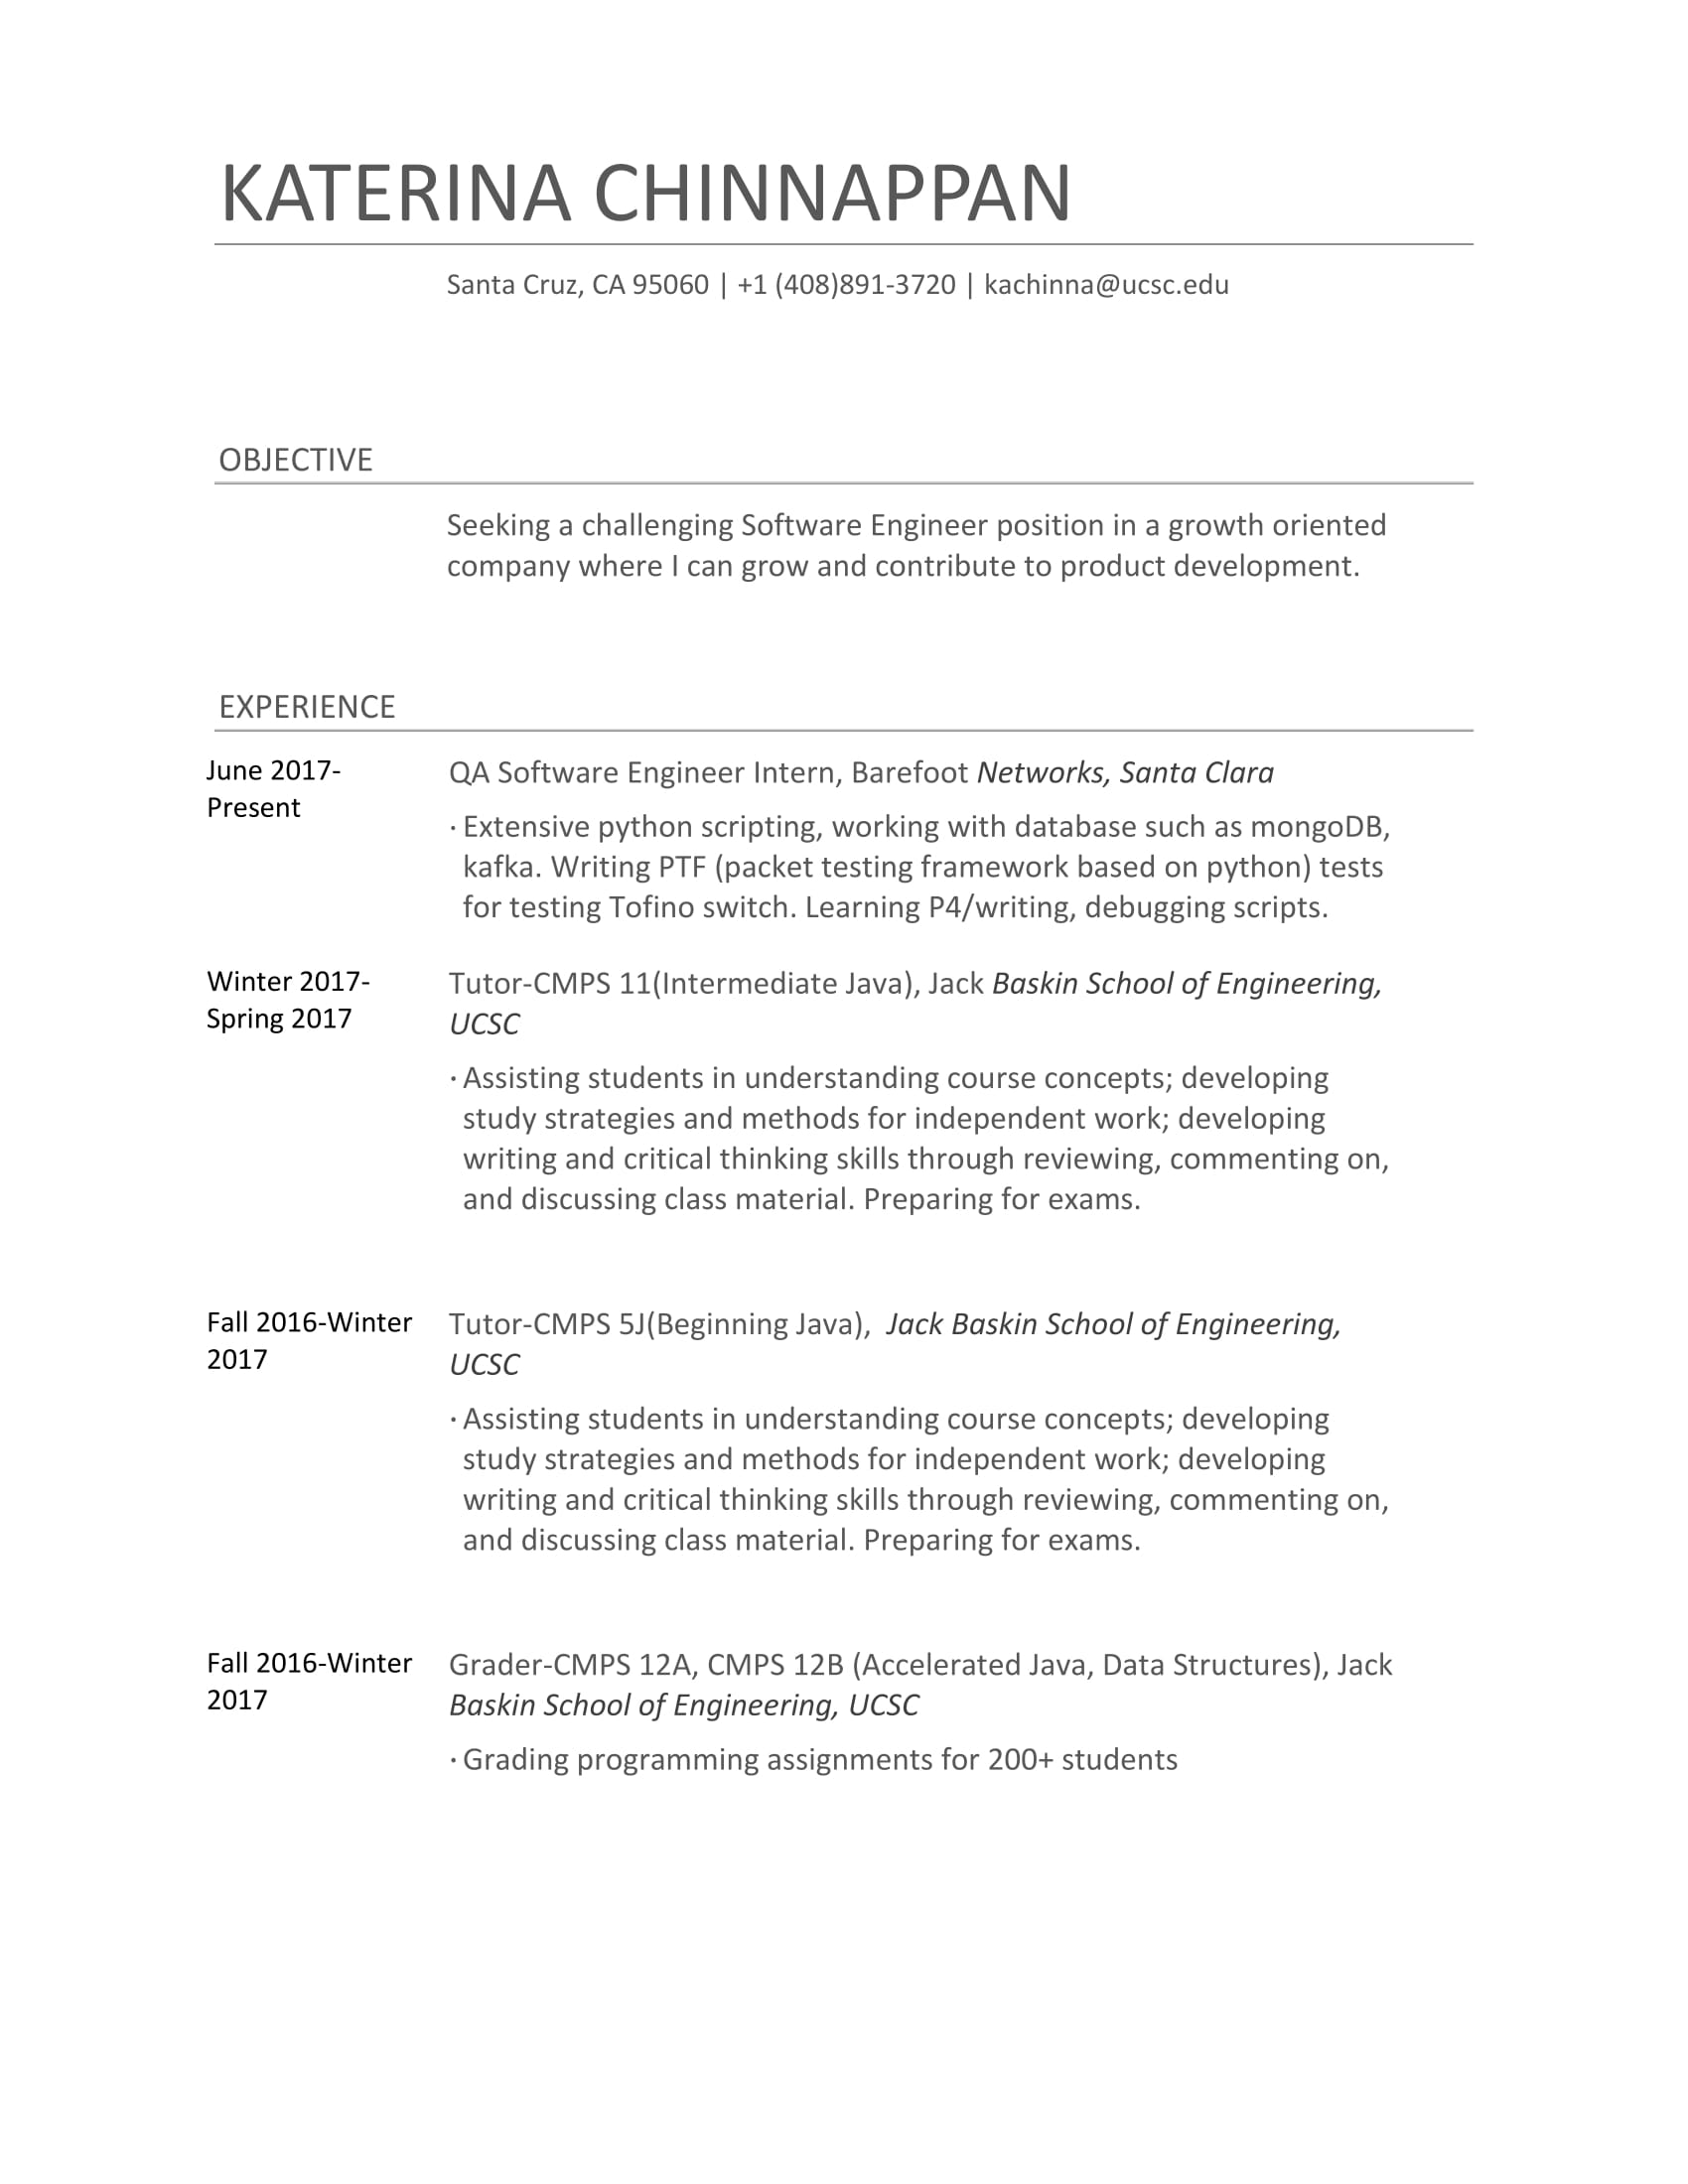 KATERINA CHINNAPPAN
Santa Cruz, CA 95060 | +1 (408)891-3720 | kachinna@ucsc.edu
OBJECTIVE
Seeking a challenging Software Engineer position in a growth oriented
company where I can grow and contribute to product development.
EXPERIENCE
June 2017-
Present
QA Software Engineer Intern, Barefoot Networks, Santa Clara
· Extensive python scripting, working with database such as mongoDB,
kafka. Writing PTF (packet testing framework based on python) tests
for testing Tofino switch. Learning P4/writing, debugging scripts.
Winter 2017-
Spring 2017
Tutor-CMPS 11(Intermediate Java), Jack Baskin School of Engineering,
UCSC
· Assisting students in understanding course concepts; developing
study strategies and methods for independent work; developing
writing and critical thinking skills through reviewing, commenting on,
and discussing class material. Preparing for exams.
Fall 2016-Winter
2017
Tutor-CMPS 5J(Beginning Java), Jack Baskin School of Engineering,
UCSC
· Assisting students in understanding course concepts; developing
study strategies and methods for independent work; developing
writing and critical thinking skills through reviewing, commenting on,
and discussing class material. Preparing for exams.
Fall 2016-Winter
2017
Grader-CMPS 12A, CMPS 12B (Accelerated Java, Data Structures), Jack
Baskin School of Engineering, UCSC
· Grading programming assignments for 200+ students